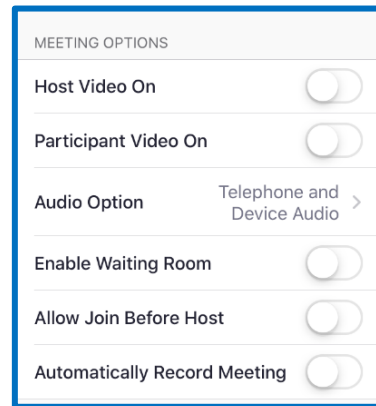 MEETING OPTIONS
Host Video On
Participant Video On
Audio Option
Telephone and
Device Audio
Enable Waiting Room
Allow Join Before Host
Automatically Record Meeting